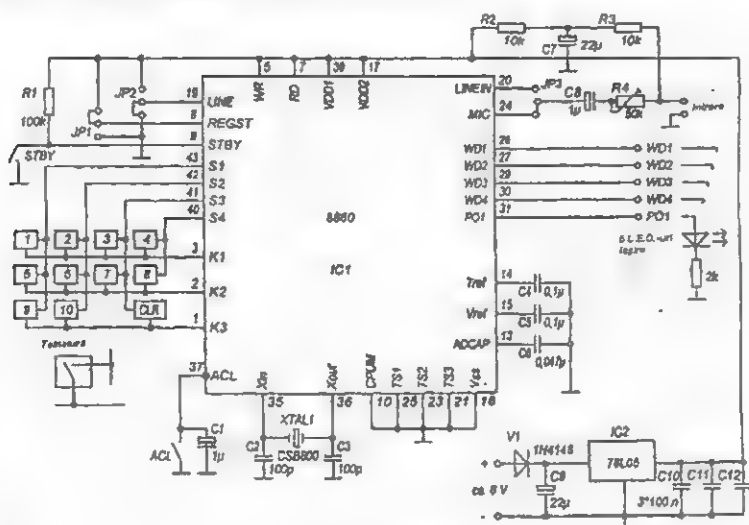 R2
10k
C7
22µ
R3
10k
R1
100k
JP2
JP1
STBY
5
7
38
17
WR
RD
VDD1
VDD2
19 LINE
REGST
STBY
43 S1
42 S2
41 S3
40 S4
3 K1
2 K2
1 K3
37 ACL
8860
IC1
LINEIN 20
JP3
MIC 24
C8
1µ
R4
50k
Intrare
WD1 26 WD1
WD2 27 WD2
WD3 29 WD3
WD4 30 WD4
PO1 31 PO1
2k
Tref 14 C4 0,1µ
Vref 15 C5 0,1µ
ADCAP 13 C6 0,047µ
1 2 3 4
5 6 7 8
9 10 CLR
Tastatura
Xin
Xout
CPUM
TS1
TS2
TS3
Vss
35
36
10
25
23
21
18
ACL
C1
1µ
C2
100p
XTAL1
CSB800
C3
100p
V1
1N4148
IC2
78L05
+
ca. 6 V
-
C9
22µ
C10 C11 C12
3*100 n